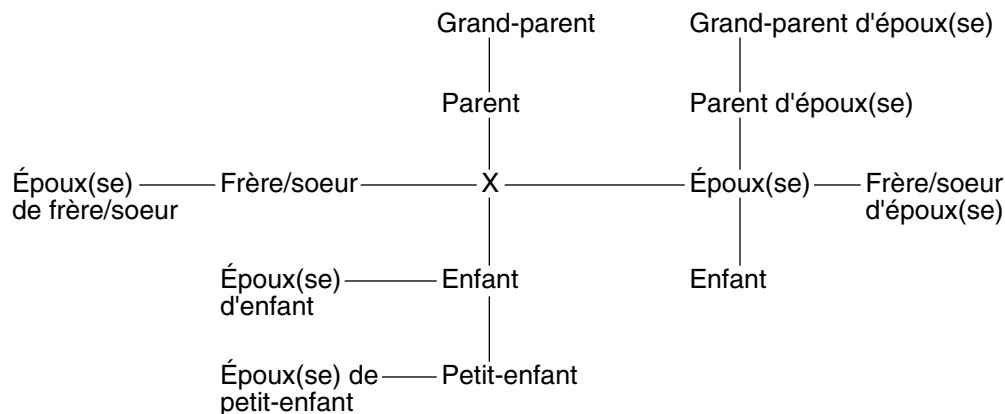 Grand-parent
Grand-parent d'époux(se)
Parent
Parent d'époux(se)
Époux(se)
de frère/soeur
Frère/soeur
X
Époux(se)
Frère/soeur
d'époux(se)
Époux(se)
d'enfant
Enfant
Enfant
Époux(se) de
petit-enfant
Petit-enfant